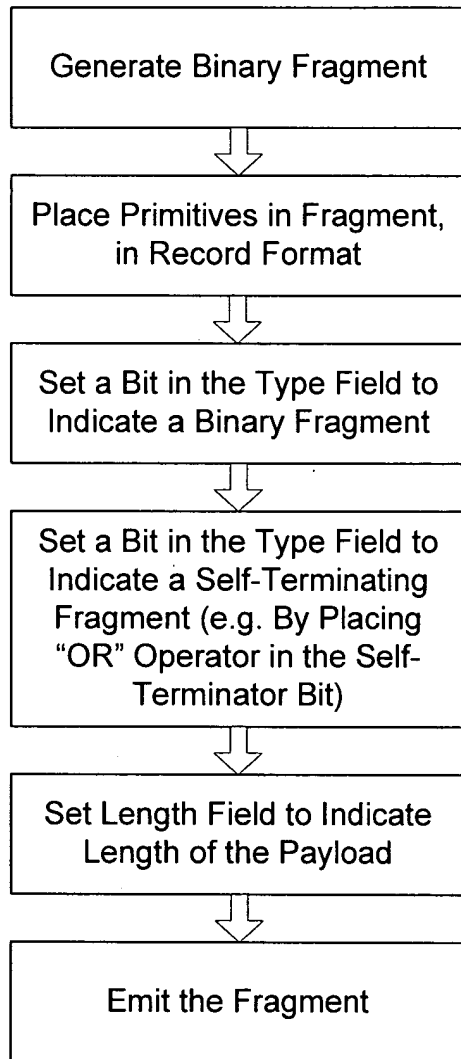 Generate Binary Fragment
Place Primitives in Fragment,
in Record Format
Set a Bit in the Type Field to
Indicate a Binary Fragment
Set a Bit in the Type Field to
Indicate a Self-Terminating
Fragment (e.g. By Placing
“OR” Operator in the Self-
Terminator Bit)
Set Length Field to Indicate
Length of the Payload
Emit the Fragment